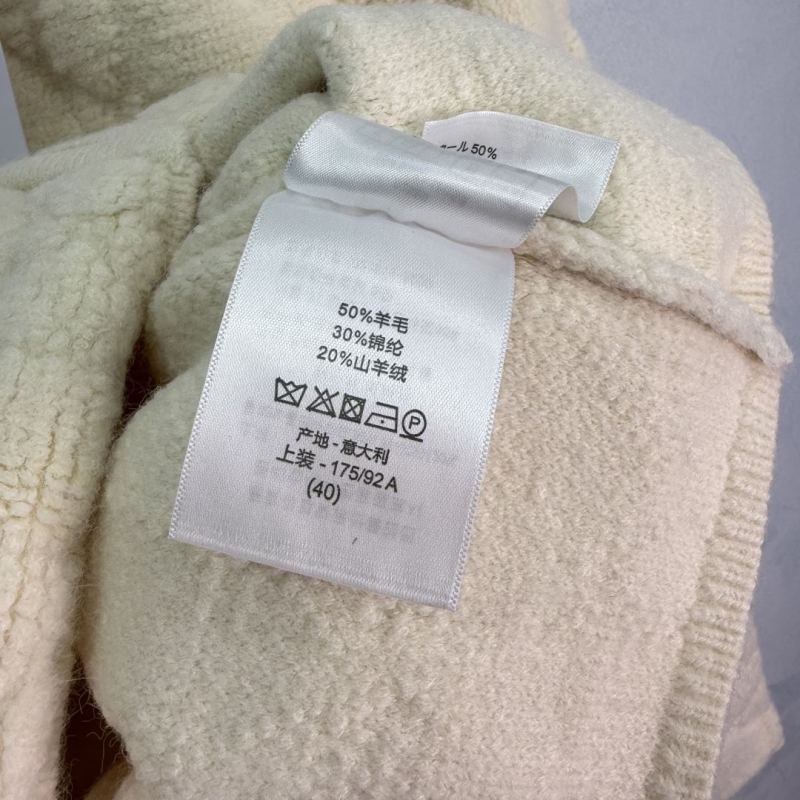 ール 50%
50%羊毛
30%锦纶
20%山羊绒
P
产地 - 意大利
上装 - 175/92 A
(40)